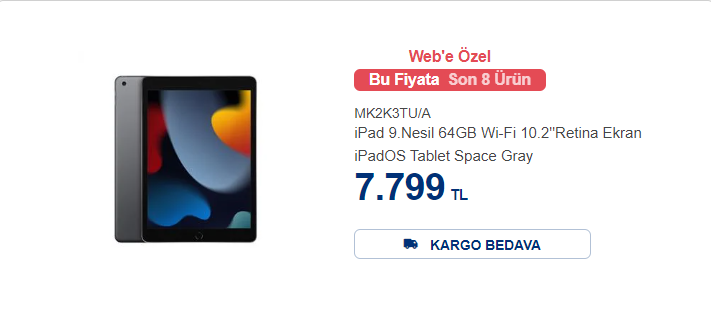 Web'e Özel
Bu Fiyata Son 8 Ürün
MK2K3TU/A
iPad 9.Nesil 64GB Wi-Fi 10.2"Retina Ekran
iPadOS Tablet Space Gray
7.799 TL
KARGO BEDAVA